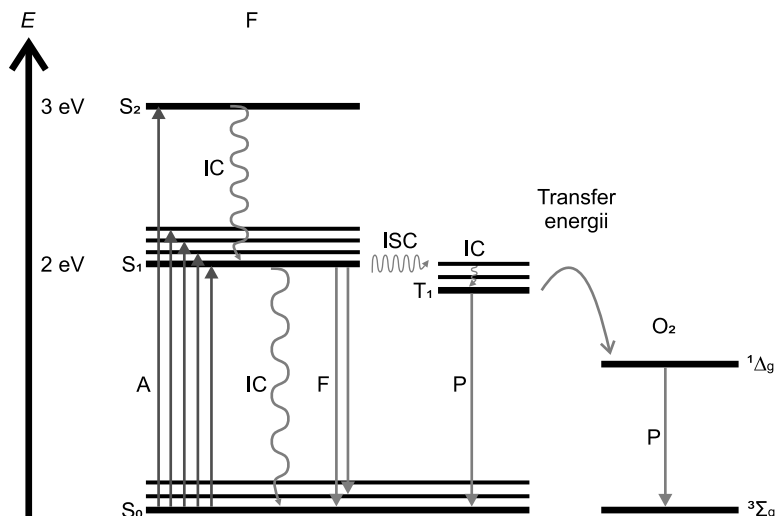 E
F
3 eV
S₂
IC
Transfer
energii
ISC
IC
2 eV
S₁
T₁
O₂
¹Δg
A
IC
F
P
P
S₀
³Σg